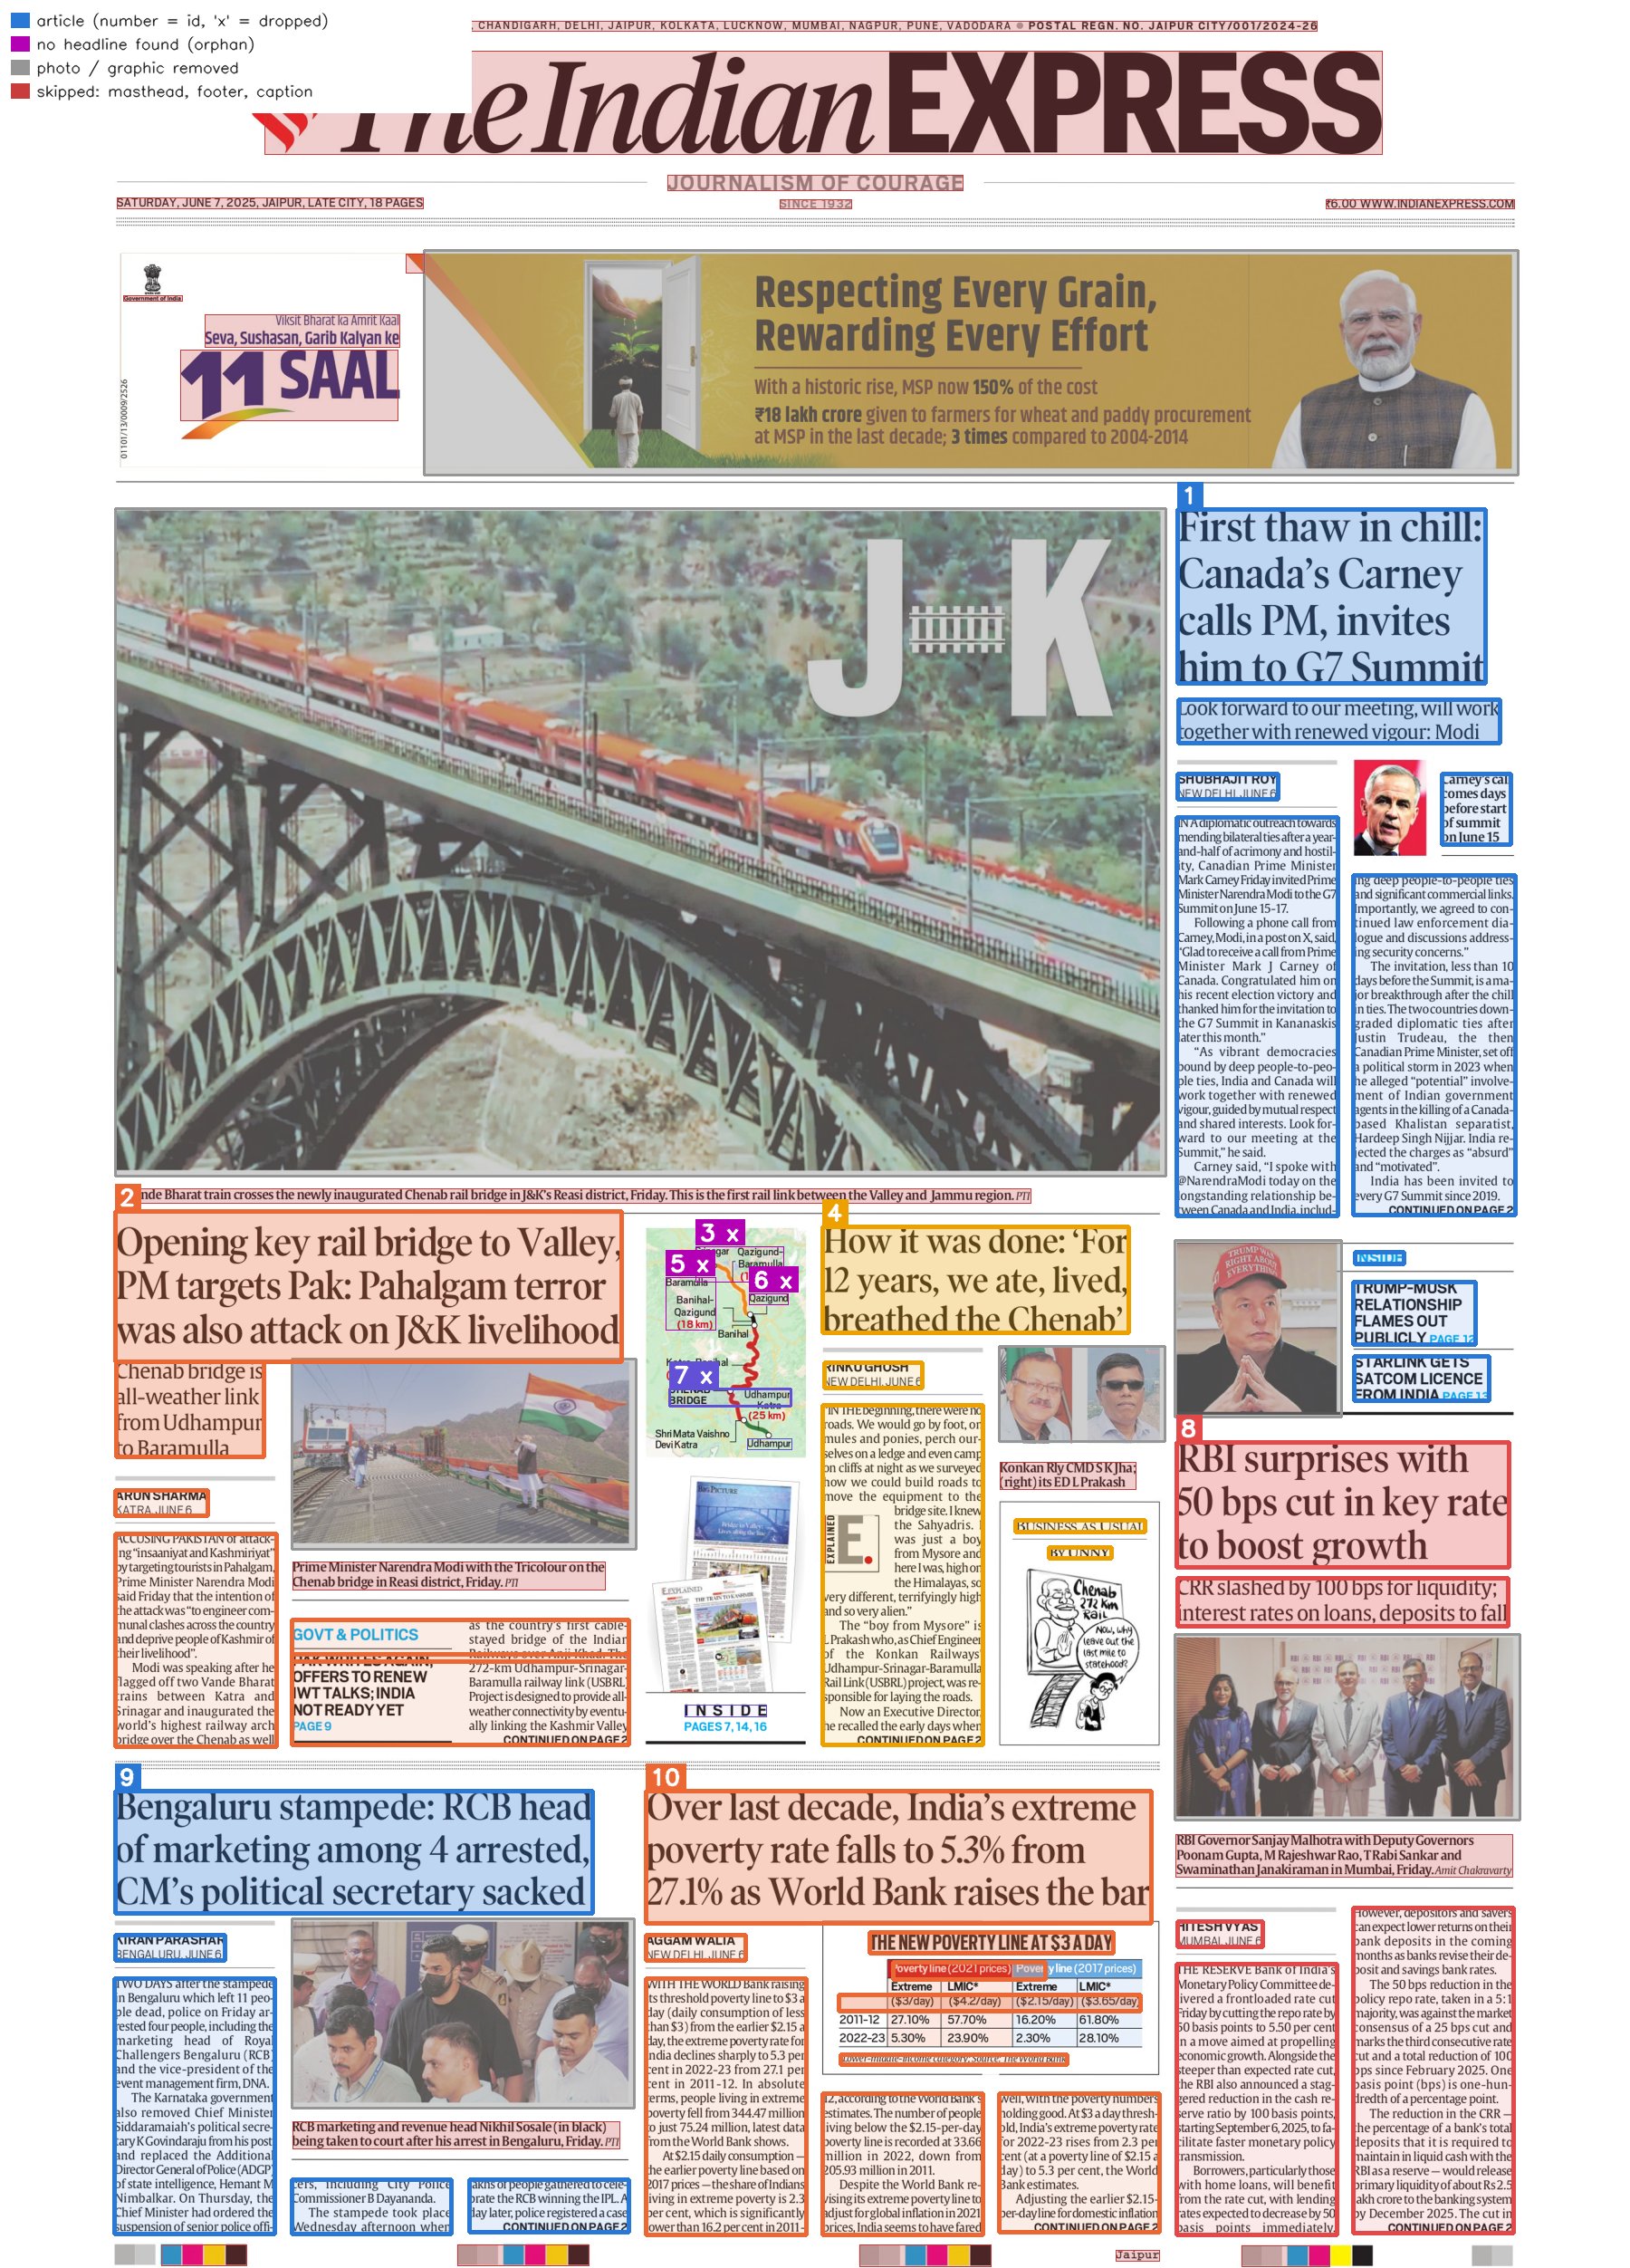 article (number = id, 'x' = dropped)
no headline found (orphan)
photo / graphic removed
skipped: masthead, footer, caption
CHANDIGARH, DELHI, JAIPUR, KOLKATA, LUCKNOW, MUMBAI, NAGPUR, PUNE, VADODARA ● POSTAL REGN. NO. JAIPUR CITY/001/2024-26
The Indian EXPRESS
JOURNALISM OF COURAGE
SATURDAY, JUNE 7, 2025, JAIPUR, LATE CITY, 18 PAGES
SINCE 1932
₹6.00 WWW.INDIANEXPRESS.COM
Government of India
Viksit Bharat ka Amrit Kaal
Seva, Sushasan, Garib Kalyan ke
11 SAAL
01101/13/0009/2526
Respecting Every Grain,
Rewarding Every Effort
With a historic rise, MSP now 150% of the cost
₹18 lakh crore given to farmers for wheat and paddy procurement
at MSP in the last decade; 3 times compared to 2004-2014
J K
1
First thaw in chill:
Canada's Carney
calls PM, invites
him to G7 Summit
Look forward to our meeting, will work
together with renewed vigour: Modi
SHUBHAJIT ROY
NEW DELHI, JUNE 6
Carney's call
comes days
before start
of summit
on June 15
IN A diplomatic outreach towards
mending bilateral ties after a year-
and-half of acrimony and hostil-
ity, Canadian Prime Minister
Mark Carney Friday invited Prime
Minister Narendra Modi to the G7
Summit on June 15-17.
Following a phone call from
Carney, Modi, in a post on X, said,
"Glad to receive a call from Prime
Minister Mark J Carney of
Canada. Congratulated him on
his recent election victory and
thanked him for the invitation to
the G7 Summit in Kananaskis
later this month."
"As vibrant democracies
bound by deep people-to-peo-
ple ties, India and Canada will
work together with renewed
vigour, guided by mutual respect
and shared interests. Look for-
ward to our meeting at the
Summit," he said.
Carney said, "I spoke with
@NarendraModi today on the
longstanding relationship be-
tween Canada and India, includ-
ing deep people-to-people ties
and significant commercial links.
Importantly, we agreed to con-
tinued law enforcement dia-
logue and discussions address-
ing security concerns."
The invitation, less than 10
days before the Summit, is a ma-
jor breakthrough after the chill
in ties. The two countries down-
graded diplomatic ties after
Justin Trudeau, the then
Canadian Prime Minister, set off
a political storm in 2023 when
he alleged "potential" involve-
ment of Indian government
agents in the killing of a Canada-
based Khalistan separatist,
Hardeep Singh Nijjar. India re-
jected the charges as "absurd"
and "motivated".
India has been invited to
every G7 Summit since 2019.
CONTINUED ON PAGE 2
2
nde Bharat train crosses the newly inaugurated Chenab rail bridge in J&K's Reasi district, Friday. This is the first rail link between the Valley and Jammu region. PTI
Opening key rail bridge to Valley,
PM targets Pak: Pahalgam terror
was also attack on J&K livelihood
Chenab bridge is
all-weather link
from Udhampur
to Baramulla
ARUN SHARMA
KATRA, JUNE 6
ACCUSING PAKISTAN of attack-
ing "insaaniyat and Kashmiriyat"
by targeting tourists in Pahalgam,
Prime Minister Narendra Modi
said Friday that the intention of
the attack was "to engineer com-
munal clashes across the country
and deprive people of Kashmir of
their livelihood".
Modi was speaking after he
flagged off two Vande Bharat
trains between Katra and
Srinagar and inaugurated the
world's highest railway arch
bridge over the Chenab as well
Prime Minister Narendra Modi with the Tricolour on the
Chenab bridge in Reasi district, Friday. PTI
GOVT & POLITICS
PAK WRITES AGAIN,
OFFERS TO RENEW
IWT TALKS; INDIA
NOT READY YET
PAGE 9
as the country's first cable-
stayed bridge of the Indian
Railways over Anji Khad. The
272-km Udhampur-Srinagar-
Baramulla railway link (USBRL)
Project is designed to provide all-
weather connectivity by eventu-
ally linking the Kashmir Valley
CONTINUED ON PAGE 2
3 x
5 x
6 x
7 x
Qazigund-
Baramulla
Baramulla
Qazigund
Banihal-
Qazigund
(18 km)
Banihal
BRIDGE
Udhampur
Katra
(25 km)
Shri Mata Vaishno
Devi Katra
Udhampur
BIG PICTURE
EXPLAINED
INSIDE
PAGES 7, 14, 16
4
How it was done: 'For
12 years, we ate, lived,
breathed the Chenab'
RINKU GHOSH
NEW DELHI, JUNE 6
"IN THE beginning, there were no
roads. We would go by foot, on
mules and ponies, perch our-
selves on a ledge and even camp
on cliffs at night as we surveyed
how we could build roads to
move the equipment to the
bridge site. I knew
the Sahyadris. I
was just a boy
from Mysore and
here I was, high on
the Himalayas, so
very different, terrifyingly high
and so very alien."
EXPLAINED
E.
The "boy from Mysore" is
L Prakash who, as Chief Engineer
of the Konkan Railways'
Udhampur-Srinagar-Baramulla
Rail Link (USBRL) project, was re-
sponsible for laying the roads.
Now an Executive Director,
he recalled the early days when
CONTINUED ON PAGE 2
Konkan Rly CMD S K Jha;
(right) its ED L Prakash
BUSINESS AS USUAL
BY UNNY
Chenab
272 km
Rail
Now, why
leave out the
last mile to
statehood?
TRUMP WAS
RIGHT ABOUT
EVERYTHING
INSIDE
TRUMP-MUSK
RELATIONSHIP
FLAMES OUT
PUBLICLY PAGE 12
STARLINK GETS
SATCOM LICENCE
FROM INDIA PAGE 13
8
RBI surprises with
50 bps cut in key rate
to boost growth
CRR slashed by 100 bps for liquidity;
interest rates on loans, deposits to fall
RBI Governor Sanjay Malhotra with Deputy Governors
Poonam Gupta, M Rajeshwar Rao, T Rabi Sankar and
Swaminathan Janakiraman in Mumbai, Friday. Amit Chakravarty
HITESH VYAS
MUMBAI, JUNE 6
THE RESERVE Bank of India's
Monetary Policy Committee de-
livered a frontloaded rate cut
Friday by cutting the repo rate by
50 basis points to 5.50 per cent
in a move aimed at propelling
economic growth. Alongside the
steeper than expected rate cut,
the RBI also announced a stag-
gered reduction in the cash re-
serve ratio by 100 basis points,
starting September 6, 2025, to fa-
cilitate faster monetary policy
transmission.
Borrowers, particularly those
with home loans, will benefit
from the rate cut, with lending
rates expected to decrease by 50
basis points immediately.
However, depositors and savers
can expect lower returns on their
bank deposits in the coming
months as banks revise their de-
posit and savings bank rates.
The 50 bps reduction in the
policy repo rate, taken in a 5:1
majority, was against the market
consensus of a 25 bps cut and
marks the third consecutive rate
cut and a total reduction of 100
bps since February 2025. One
basis point (bps) is one-hun-
dredth of a percentage point.
The reduction in the CRR —
the percentage of a bank's total
deposits that it is required to
maintain in liquid cash with the
RBI as a reserve — would release
primary liquidity of about Rs 2.5
lakh crore to the banking system
by December 2025. The cut in
CONTINUED ON PAGE 2
9
Bengaluru stampede: RCB head
of marketing among 4 arrested,
CM's political secretary sacked
KIRAN PARASHAR
BENGALURU, JUNE 6
TWO DAYS after the stampede
in Bengaluru which left 11 peo-
ple dead, police on Friday ar-
rested four people, including the
marketing head of Royal
Challengers Bengaluru (RCB)
and the vice-president of the
event management firm, DNA.
The Karnataka government
also removed Chief Minister
Siddaramaiah's political secre-
tary K Govindaraju from his post
and replaced the Additional
Director General of Police (ADGP)
of state intelligence, Hemant M
Nimbalkar. On Thursday, the
Chief Minister had ordered the
suspension of senior police offi-
RCB marketing and revenue head Nikhil Sosale (in black)
being taken to court after his arrest in Bengaluru, Friday. PTI
cers, including City Police
Commissioner B Dayananda.
The stampede took place
Wednesday afternoon when
lakhs of people gathered to cele-
brate the RCB winning the IPL. A
day later, police registered a case
CONTINUED ON PAGE 2
10
Over last decade, India's extreme
poverty rate falls to 5.3% from
27.1% as World Bank raises the bar
AGGAM WALIA
NEW DELHI, JUNE 6
WITH THE WORLD Bank raising
its threshold poverty line to $3 a
day (daily consumption of less
than $3) from the earlier $2.15 a
day, the extreme poverty rate for
India declines sharply to 5.3 per
cent in 2022-23 from 27.1 per
cent in 2011-12. In absolute
terms, people living in extreme
poverty fell from 344.47 million
to just 75.24 million, latest data
from the World Bank shows.
At $2.15 daily consumption —
the earlier poverty line based on
2017 prices — the share of Indians
living in extreme poverty is 2.3
per cent, which is significantly
lower than 16.2 per cent in 2011-
THE NEW POVERTY LINE AT $3 A DAY
Poverty line (2021 prices) Poverty line (2017 prices)
Extreme LMIC* Extreme LMIC*
($3/day) ($4.2/day) ($2.15/day) ($3.65/day)
2011-12 27.10% 57.70% 16.20% 61.80%
2022-23 5.30% 23.90% 2.30% 28.10%
Lower-middle-income category; Source: The World Bank
12, according to the World Bank's
estimates. The number of people
living below the $2.15-per-day
poverty line is recorded at 33.66
million in 2022, down from
205.93 million in 2011.
Despite the World Bank re-
vising its extreme poverty line to
adjust for global inflation in 2021
prices, India seems to have fared
well, with the poverty numbers
holding good. At $3 a day thresh-
old, India's extreme poverty rate
for 2022-23 rises from 2.3 per
cent (at a poverty line of $2.15 a
day) to 5.3 per cent, the World
Bank estimates.
Adjusting the earlier $2.15-
per-day line for domestic inflation
CONTINUED ON PAGE 2
Jaipur